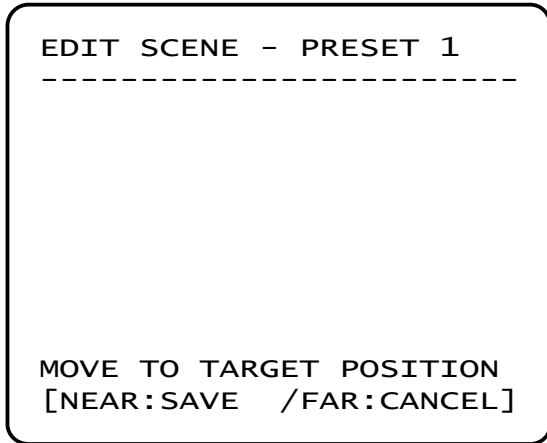 EDIT SCENE - PRESET 1
------------------------
MOVE TO TARGET POSITION
[NEAR:SAVE  /FAR:CANCEL]